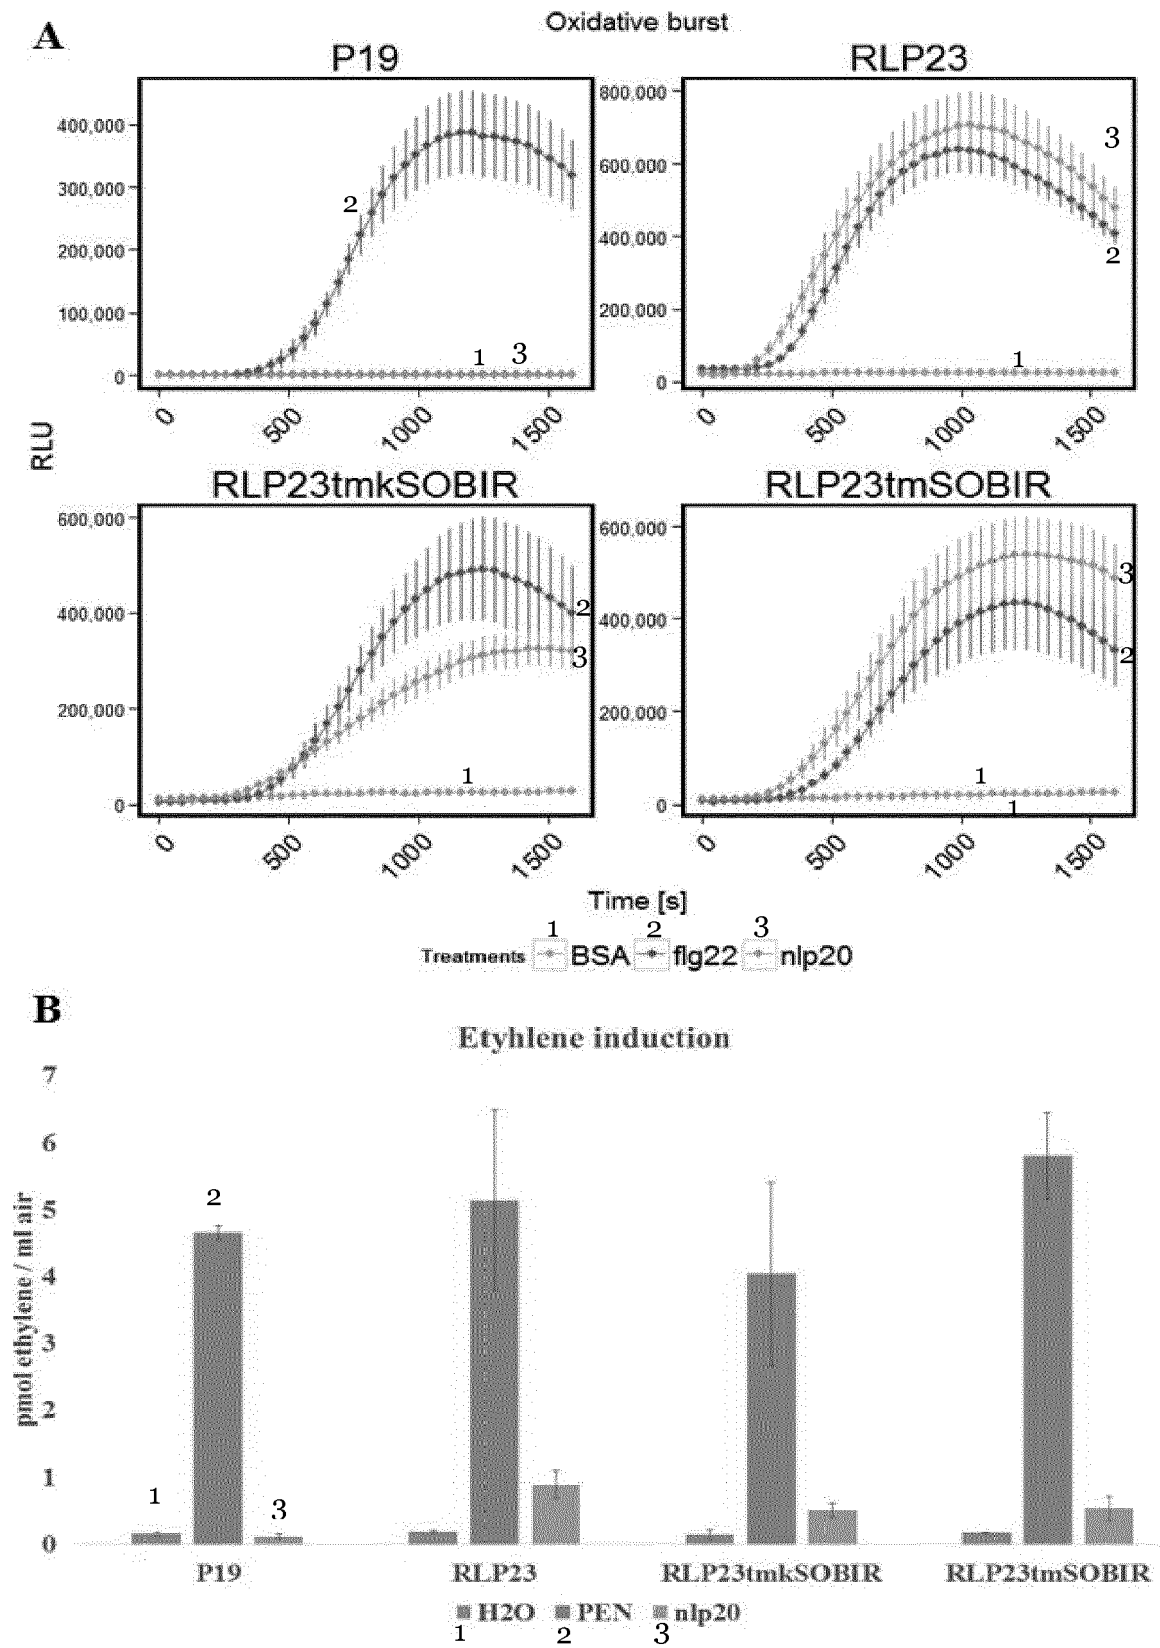 A
Oxidative burst
P19
RLP23
400,000
300,000
200,000
100,000
0
2
1 3
0 500 1000 1500
800,000
600,000
400,000
200,000
0
3
2
1
0 500 1000 1500
RLU
RLP23tmkSOBIR
RLP23tmSOBIR
600,000
400,000
200,000
0
2
3
1
0 500 1000 1500
600,000
400,000
200,000
0
3
2
1
1
0 500 1000 1500
Time [s]
1 2 3
Treatments BSA flg22 nlp20
B
Etyhlene induction
pmol ethylene / ml air
7
6
5
4
3
2
1
0
2
1
3
P19 RLP23 RLP23tmkSOBIR RLP23tmSOBIR
H2O PEN nlp20
1 2 3